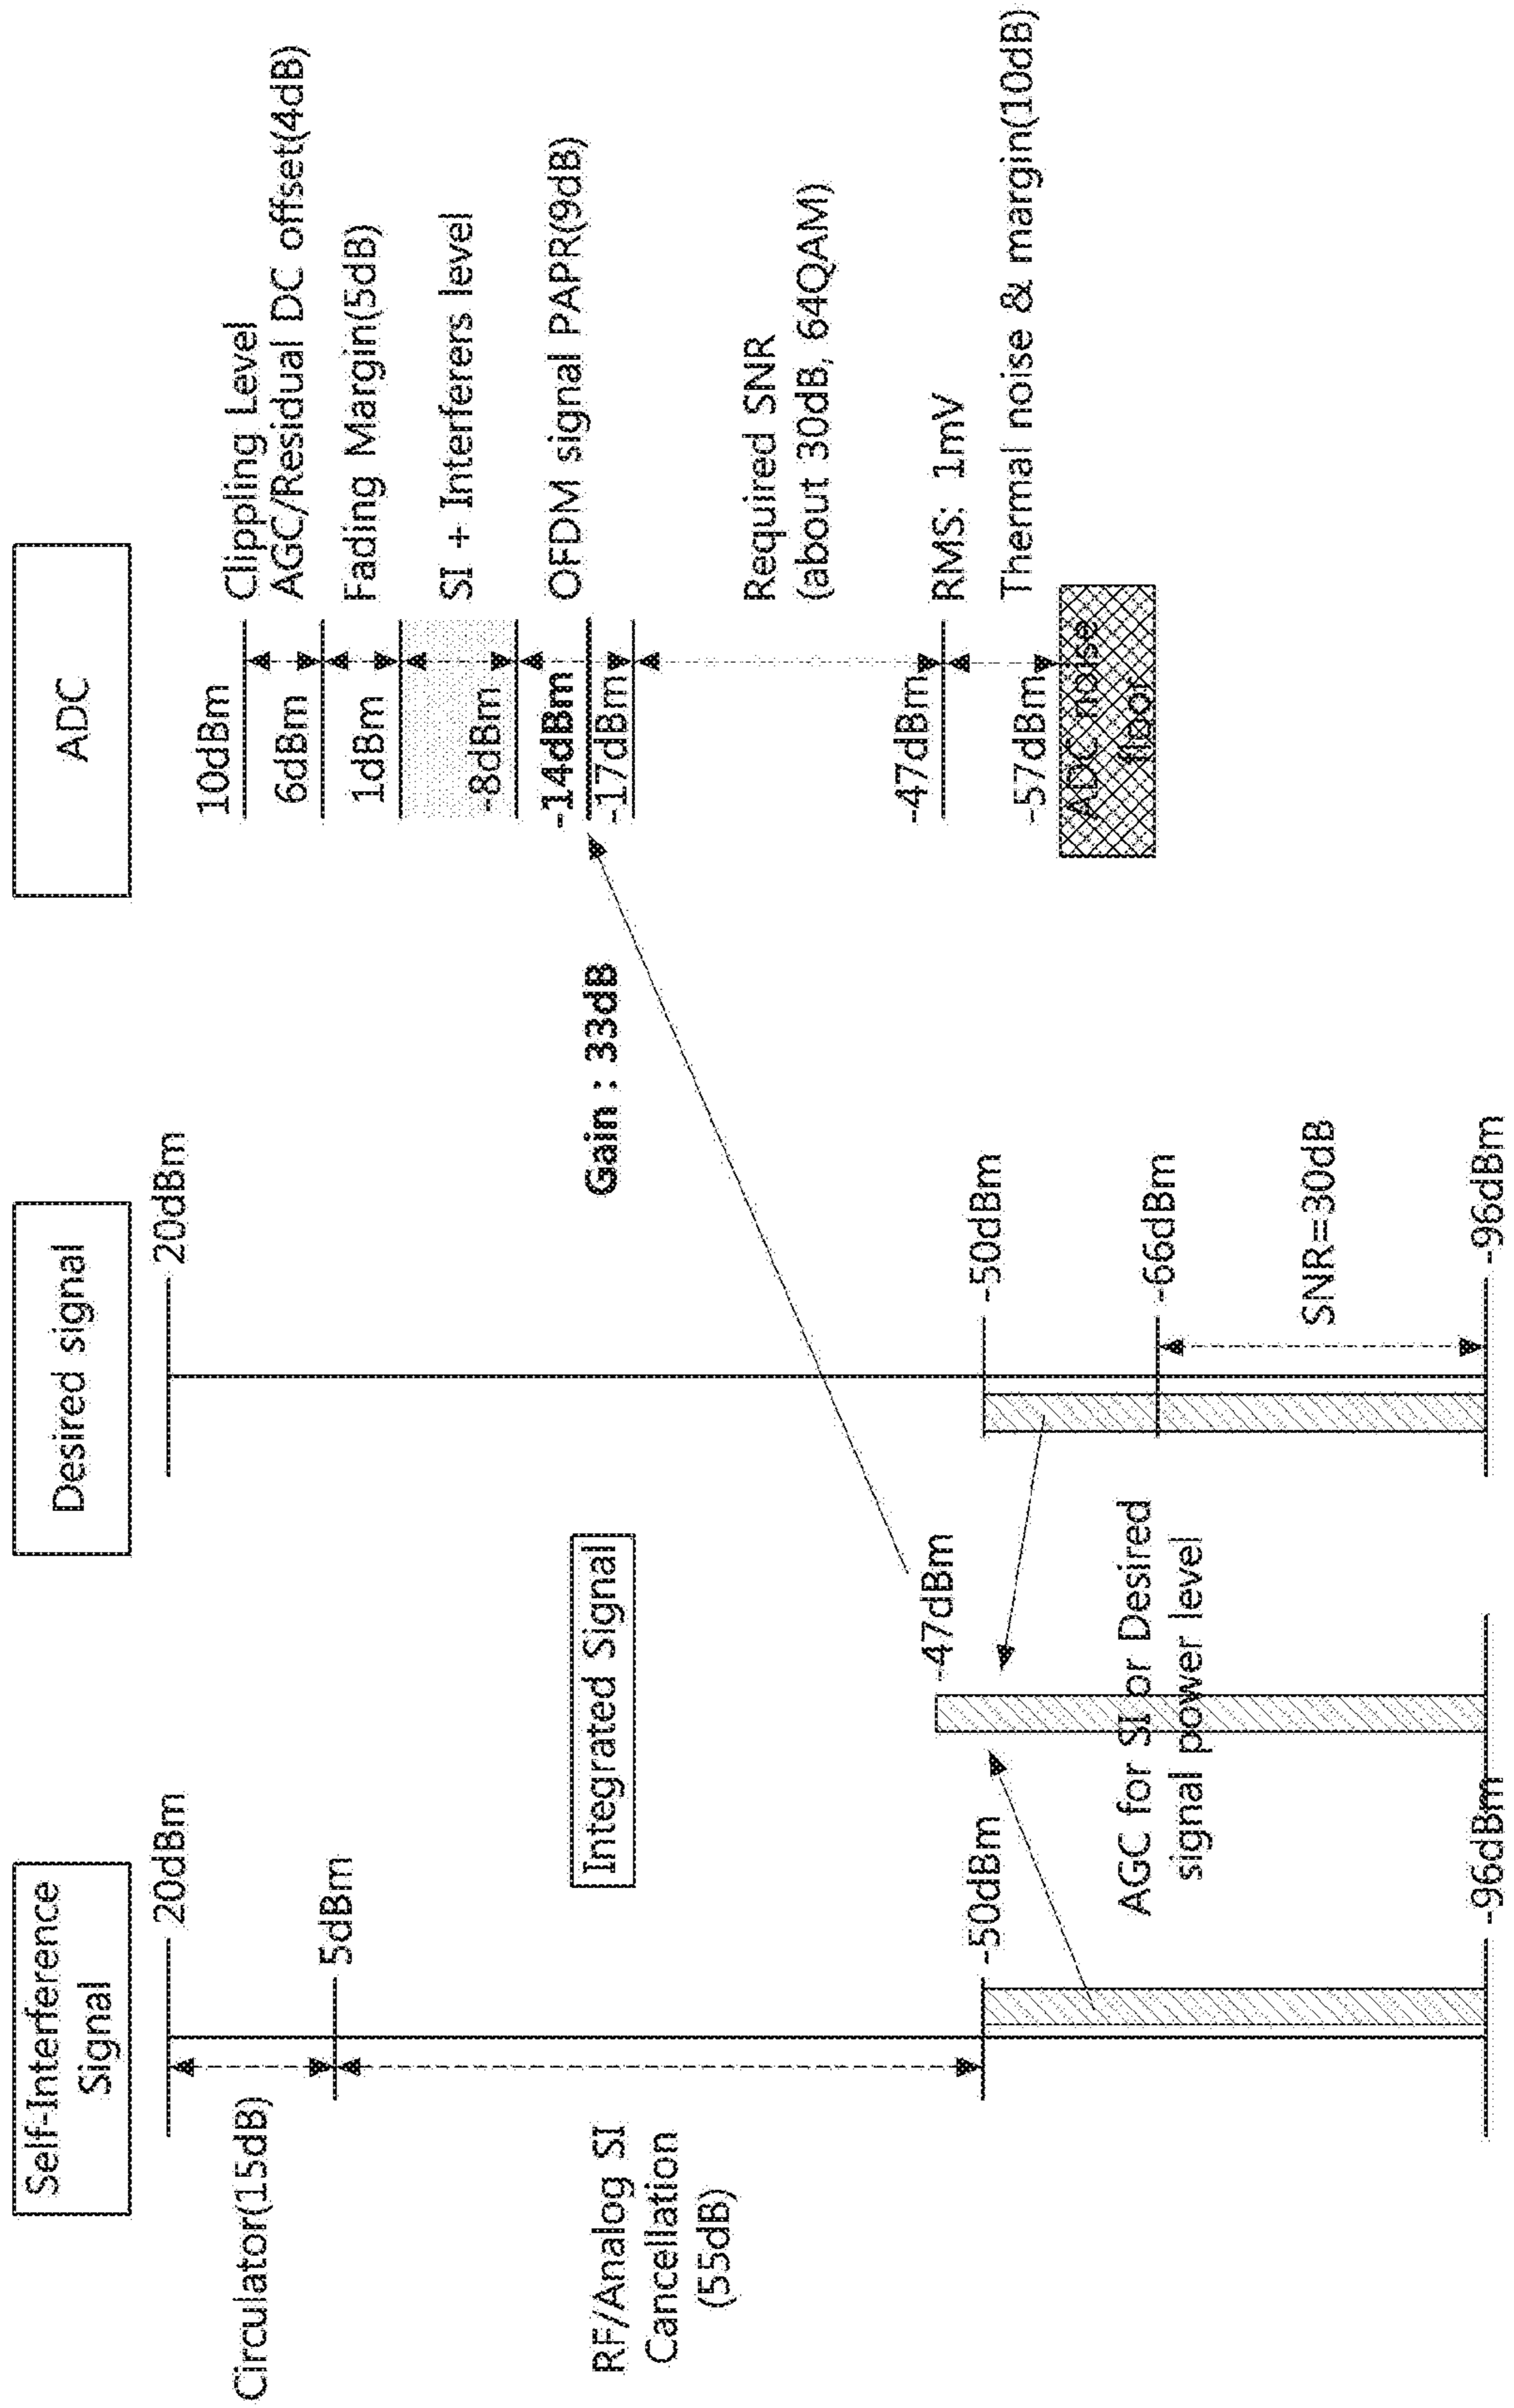 Self-Interference
Signal
20dBm
Circulator(15dB)
5dBm
RF/Analog SI
Cancellation
(55dB)
-50dBm
-96dBm
Integrated Signal
-47dBm
AGC for SI or Desired
signal power level
Desired signal
20dBm
-50dBm
-66dBm
SNR=30dB
-96dBm
Gain : 33dB
ADC
10dBm
Clippling Level
AGC/Residual DC offset(4dB)
6dBm
Fading Margin(5dB)
1dBm
SI + Interferers level
-8dBm
OFDM signal PAPR(9dB)
-14dBm
-17dBm
Required SNR
(about 30dB, 64QAM)
-47dBm
RMS: 1mV
Thermal noise & margin(10dB)
-57dBm
ADC noise
floor